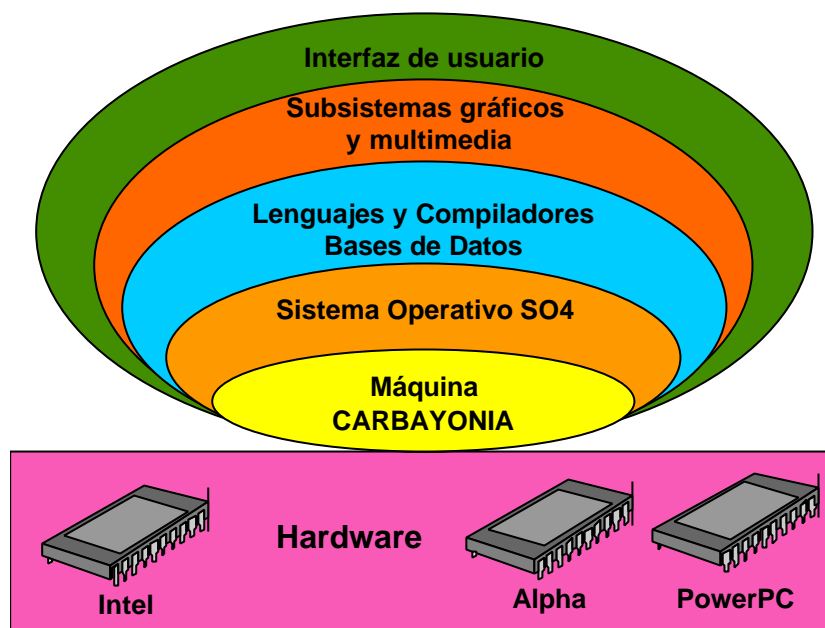 Interfaz de usuario
Subsistemas gráficos
y multimedia
Lenguajes y Compiladores
Bases de Datos
Sistema Operativo SO4
Máquina
CARBAYONIA
Hardware
Intel
Alpha
PowerPC